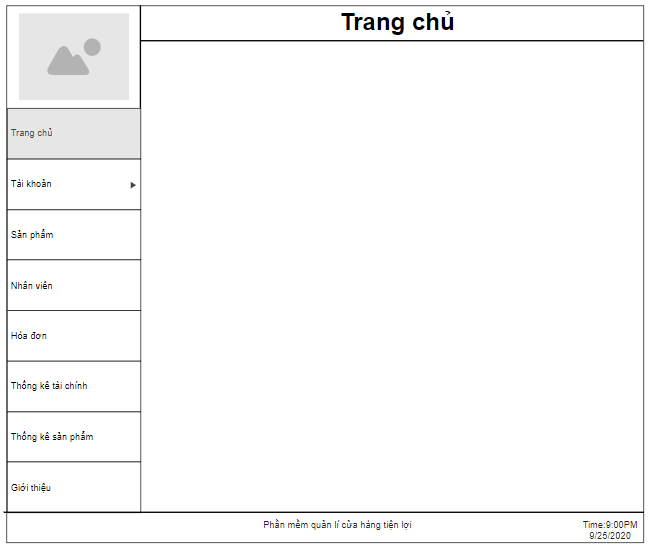 Trang chủ
Trang chủ
Tài khoản
Sản phẩm
Nhân viên
Hóa đơn
Thống kê tài chính
Thống kê sản phẩm
Giới thiệu
Phần mềm quản lí cửa hàng tiện lợi
Time:9:00PM
9/25/2020